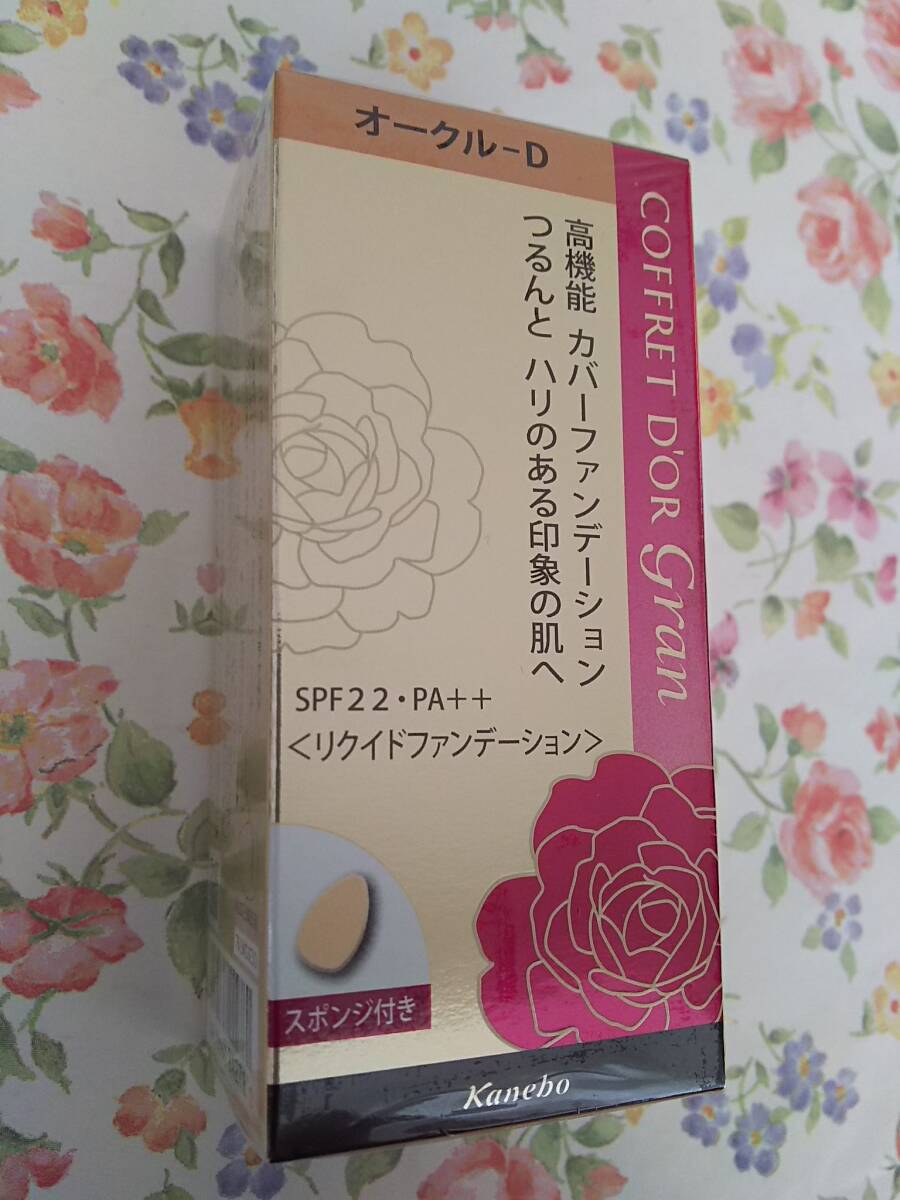 オークル-D
COFFRET D'OR Gran
高機能 カバーファンデーション
つるんと ハリのある印象の肌へ
SPF22・PA++
<リクイドファンデーション>
スポンジ付き
Kanebo